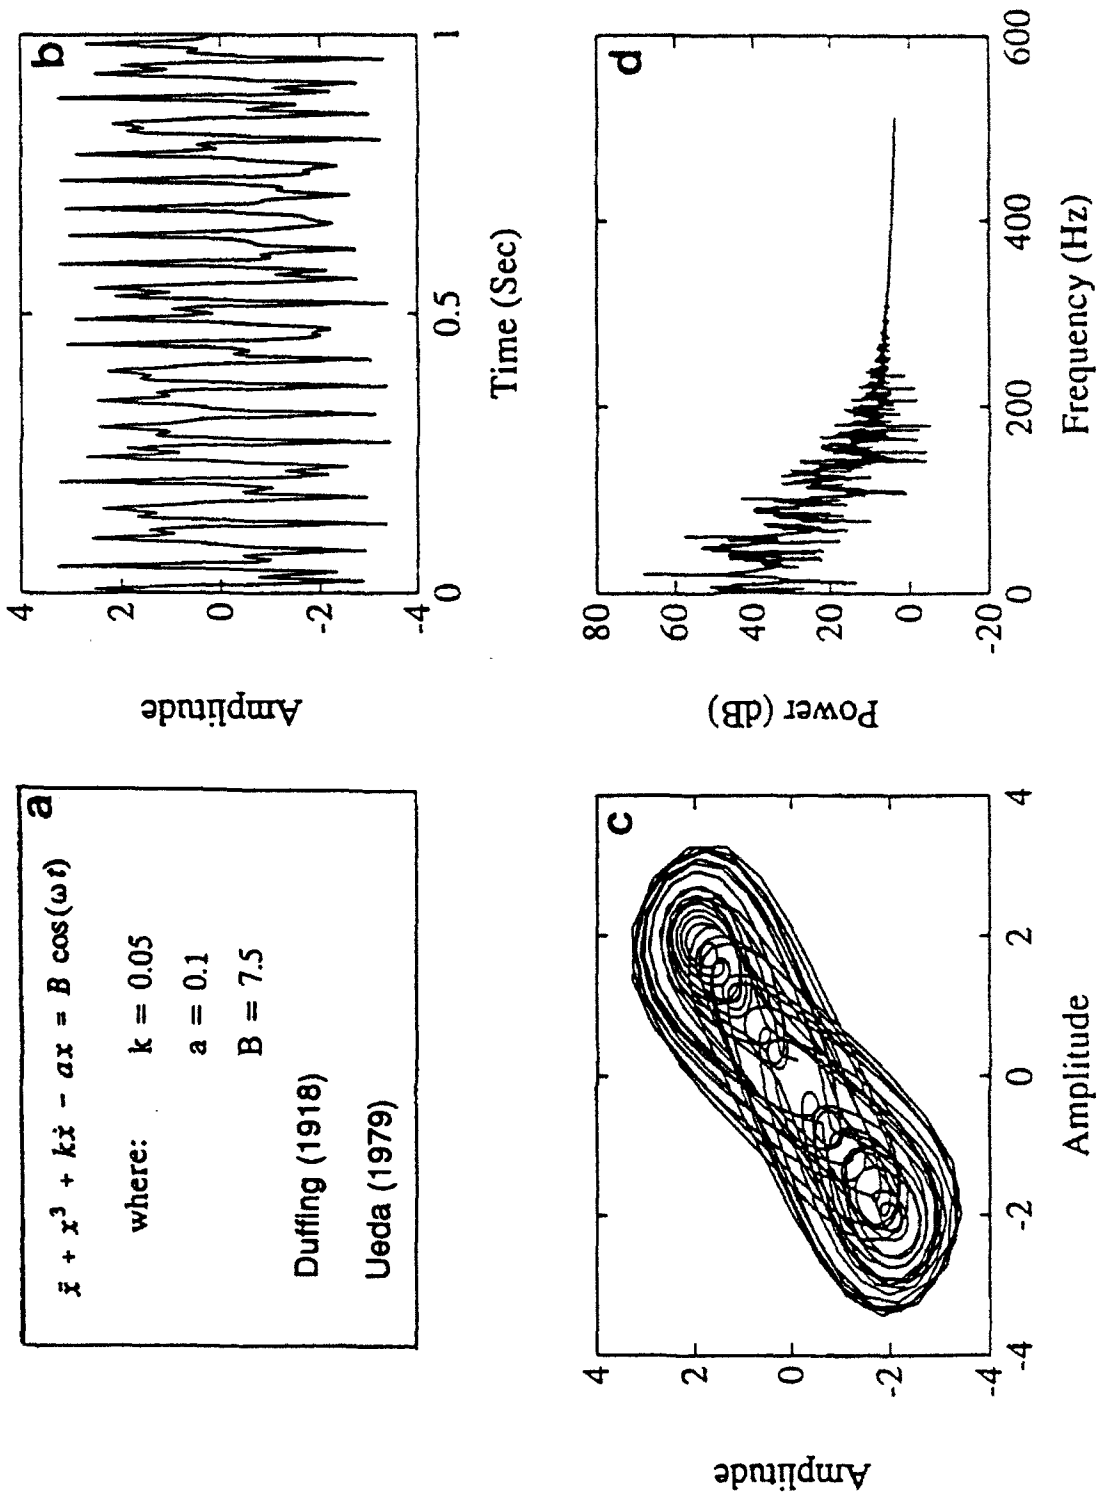 a
ẍ + x³ + kẋ - ax = B cos(ωt)
where:
k = 0.05
a = 0.1
B = 7.5
Duffing (1918)
Ueda (1979)
b
Amplitude
4
2
0
-2
-4
0
0.5
1
Time (Sec)
c
Amplitude
4
2
0
-2
-4
-4
-2
0
2
4
Amplitude
d
Power (dB)
80
60
40
20
0
-20
0
200
400
600
Frequency (Hz)